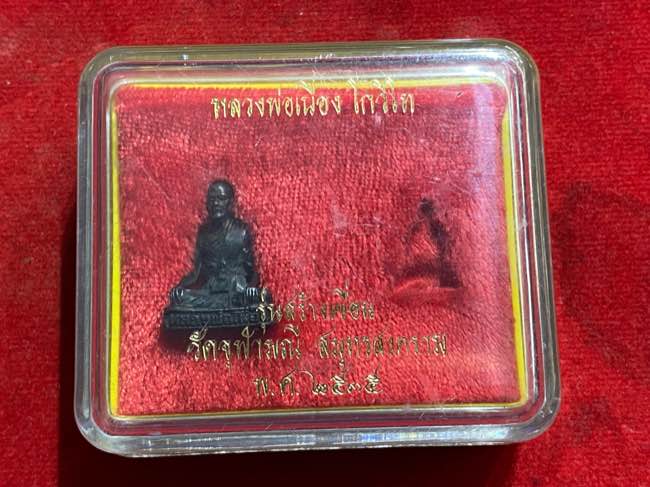 หลวงพ่อเนื่อง โกวิโท
รุ่นสร้างเขื่อน
วัดจุฬามณี สมุทรสงคราม
พ.ศ. ๒๕๓๕